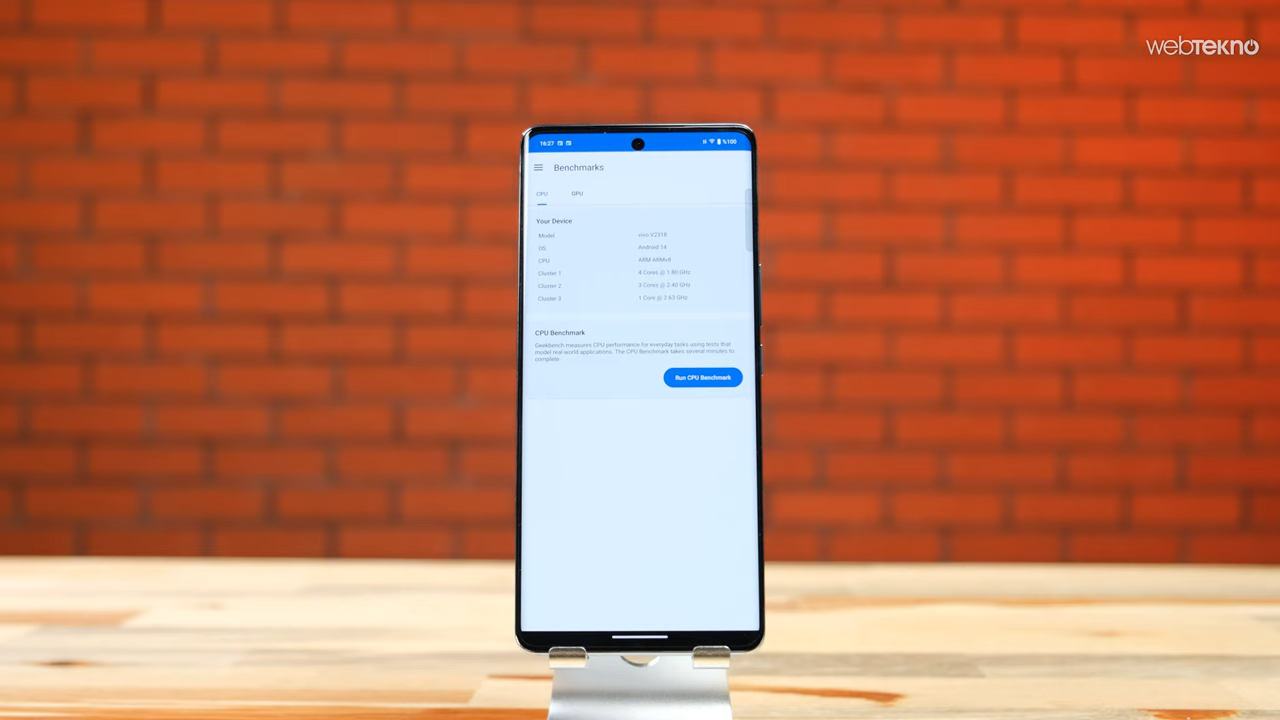 webTEKNO
16:27
%100
Benchmarks
CPU GPU
Your Device
Model vivo V2318
OS Android 14
CPU ARM ARMv8
Cluster 1 4 Cores @ 1.80 GHz
Cluster 2 3 Cores @ 2.40 GHz
Cluster 3 1 Core @ 2.63 GHz
CPU Benchmark
Geekbench measures CPU performance for everyday tasks using tests that
model real-world applications. The CPU Benchmark takes several minutes to
complete
Run CPU Benchmark